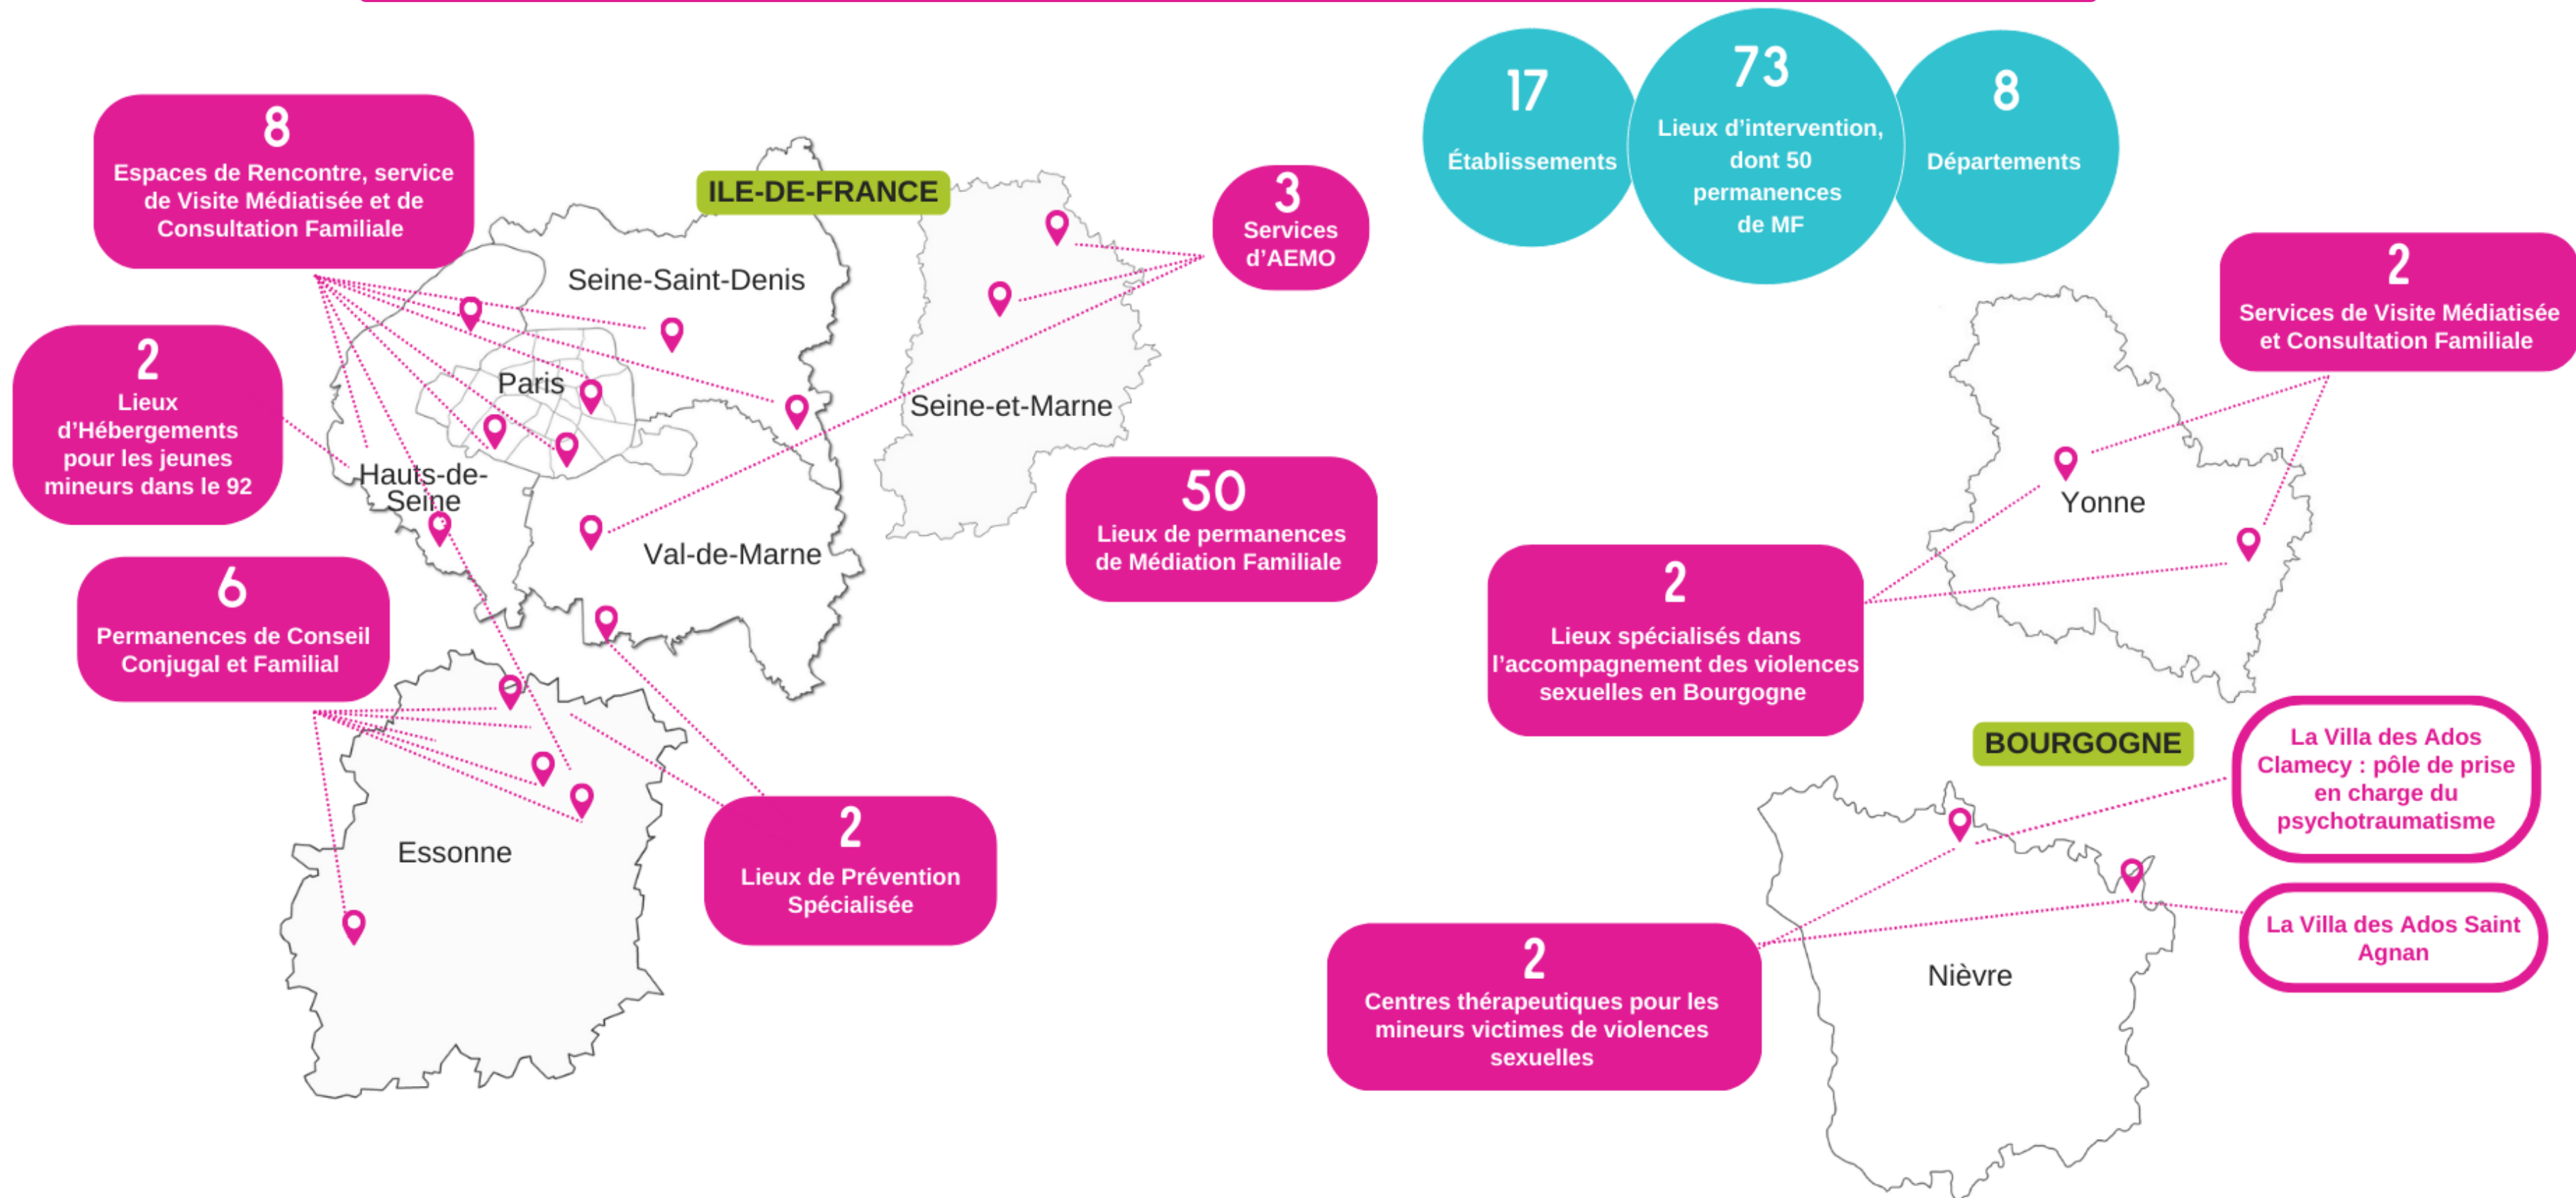 17
Établissements
73
Lieux d’intervention,
dont 50
permanences
de MF
8
Départements
8
Espaces de Rencontre, service
de Visite Médiatisée et de
Consultation Familiale
ILE-DE-FRANCE
3
Services
d’AEMO
2
Services de Visite Médiatisée
et Consultation Familiale
Seine-Saint-Denis
2
Lieux
d’Hébergements
pour les jeunes
mineurs dans le 92
Paris
Seine-et-Marne
Hauts-de-
Seine
50
Lieux de permanences
de Médiation Familiale
Yonne
Val-de-Marne
6
Permanences de Conseil
Conjugal et Familial
2
Lieux spécialisés dans
l’accompagnement des violences
sexuelles en Bourgogne
BOURGOGNE
La Villa des Ados
Clamecy : pôle de prise
en charge du
psychotraumatisme
Essonne
2
Lieux de Prévention
Spécialisée
La Villa des Ados Saint
Agnan
2
Centres thérapeutiques pour les
mineurs victimes de violences
sexuelles
Nièvre